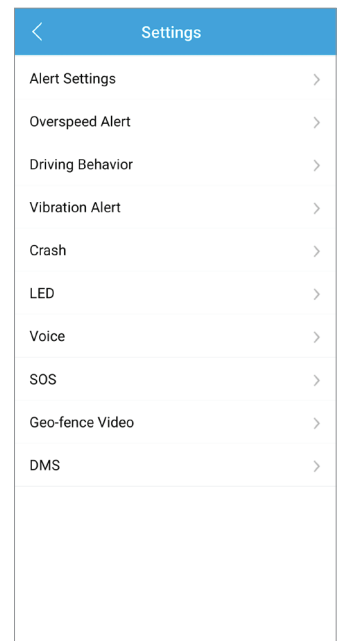 Settings
Alert Settings
Overspeed Alert
Driving Behavior
Vibration Alert
Crash
LED
Voice
SOS
Geo-fence Video
DMS